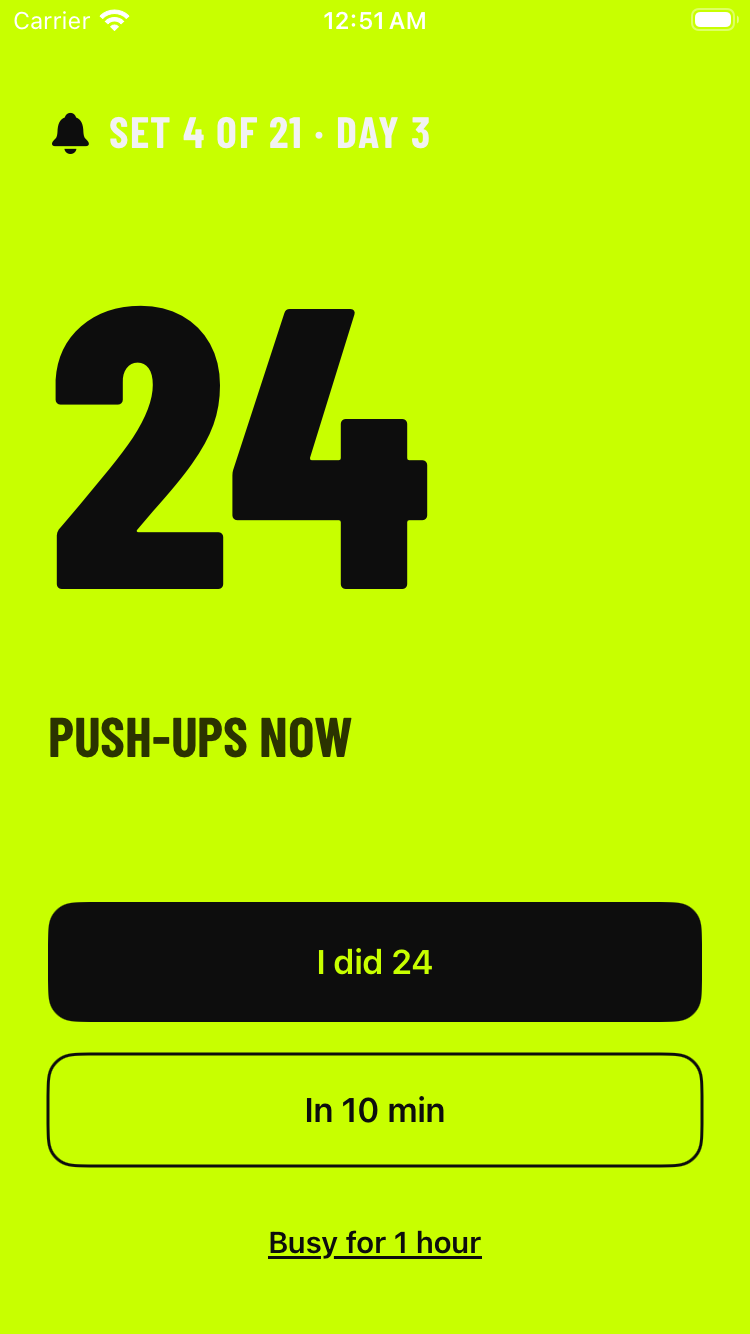 Carrier 12:51 AM
SET 4 OF 21 · DAY 3
24
PUSH-UPS NOW
I did 24
In 10 min
Busy for 1 hour